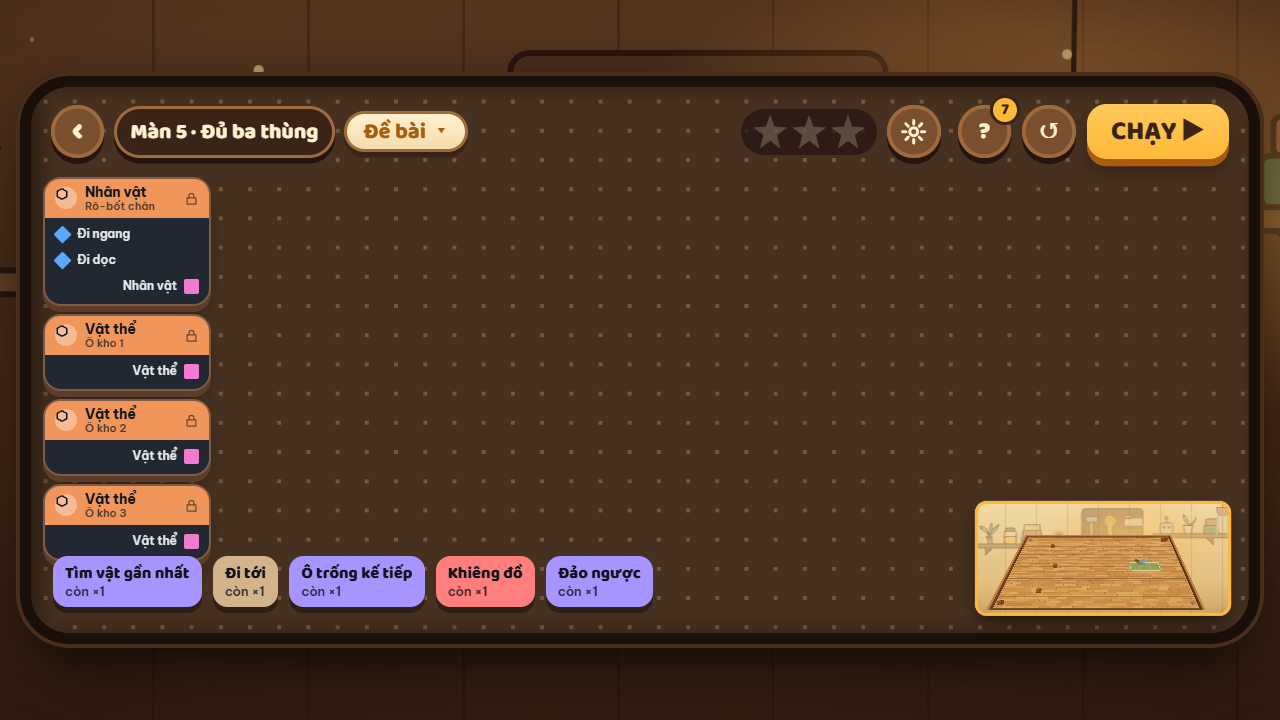 Màn 5 • Đủ ba thùng
Đề bài
?
7
CHẠY
Nhân vật
Rô-bốt chân
Đi ngang
Đi dọc
Nhân vật
Vật thể
Ô kho 1
Vật thể
Vật thể
Ô kho 2
Vật thể
Vật thể
Ô kho 3
Vật thể
Tìm vật gần nhất
còn ×1
Đi tới
còn ×1
Ô trống kế tiếp
còn ×1
Khiêng đồ
còn ×1
Đảo ngược
còn ×1